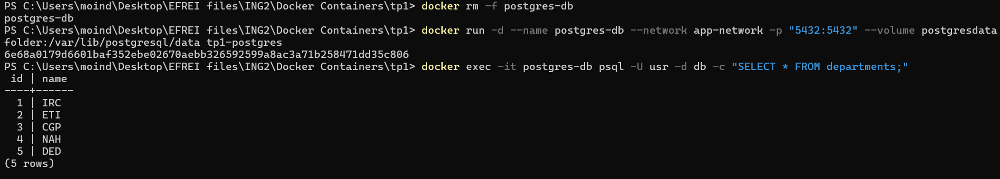 PS C:\Users\moind\Desktop\EFREI files\ING2\Docker Containers\tp1> docker rm -f postgres-db
postgres-db
PS C:\Users\moind\Desktop\EFREI files\ING2\Docker Containers\tp1> docker run -d --name postgres-db --network app-network -p "5432:5432" --volume postgresdata
folder:/var/lib/postgresql/data tp1-postgres
6e68a0179d6601baf352ebe02670aebb326592599a8ac3a71b258471dd35c806
PS C:\Users\moind\Desktop\EFREI files\ING2\Docker Containers\tp1> docker exec -it postgres-db psql -U usr -d db -c "SELECT * FROM departments;"
 id | name
----+------
  1 | IRC
  2 | ETI
  3 | CGP
  4 | NAH
  5 | DED
(5 rows)